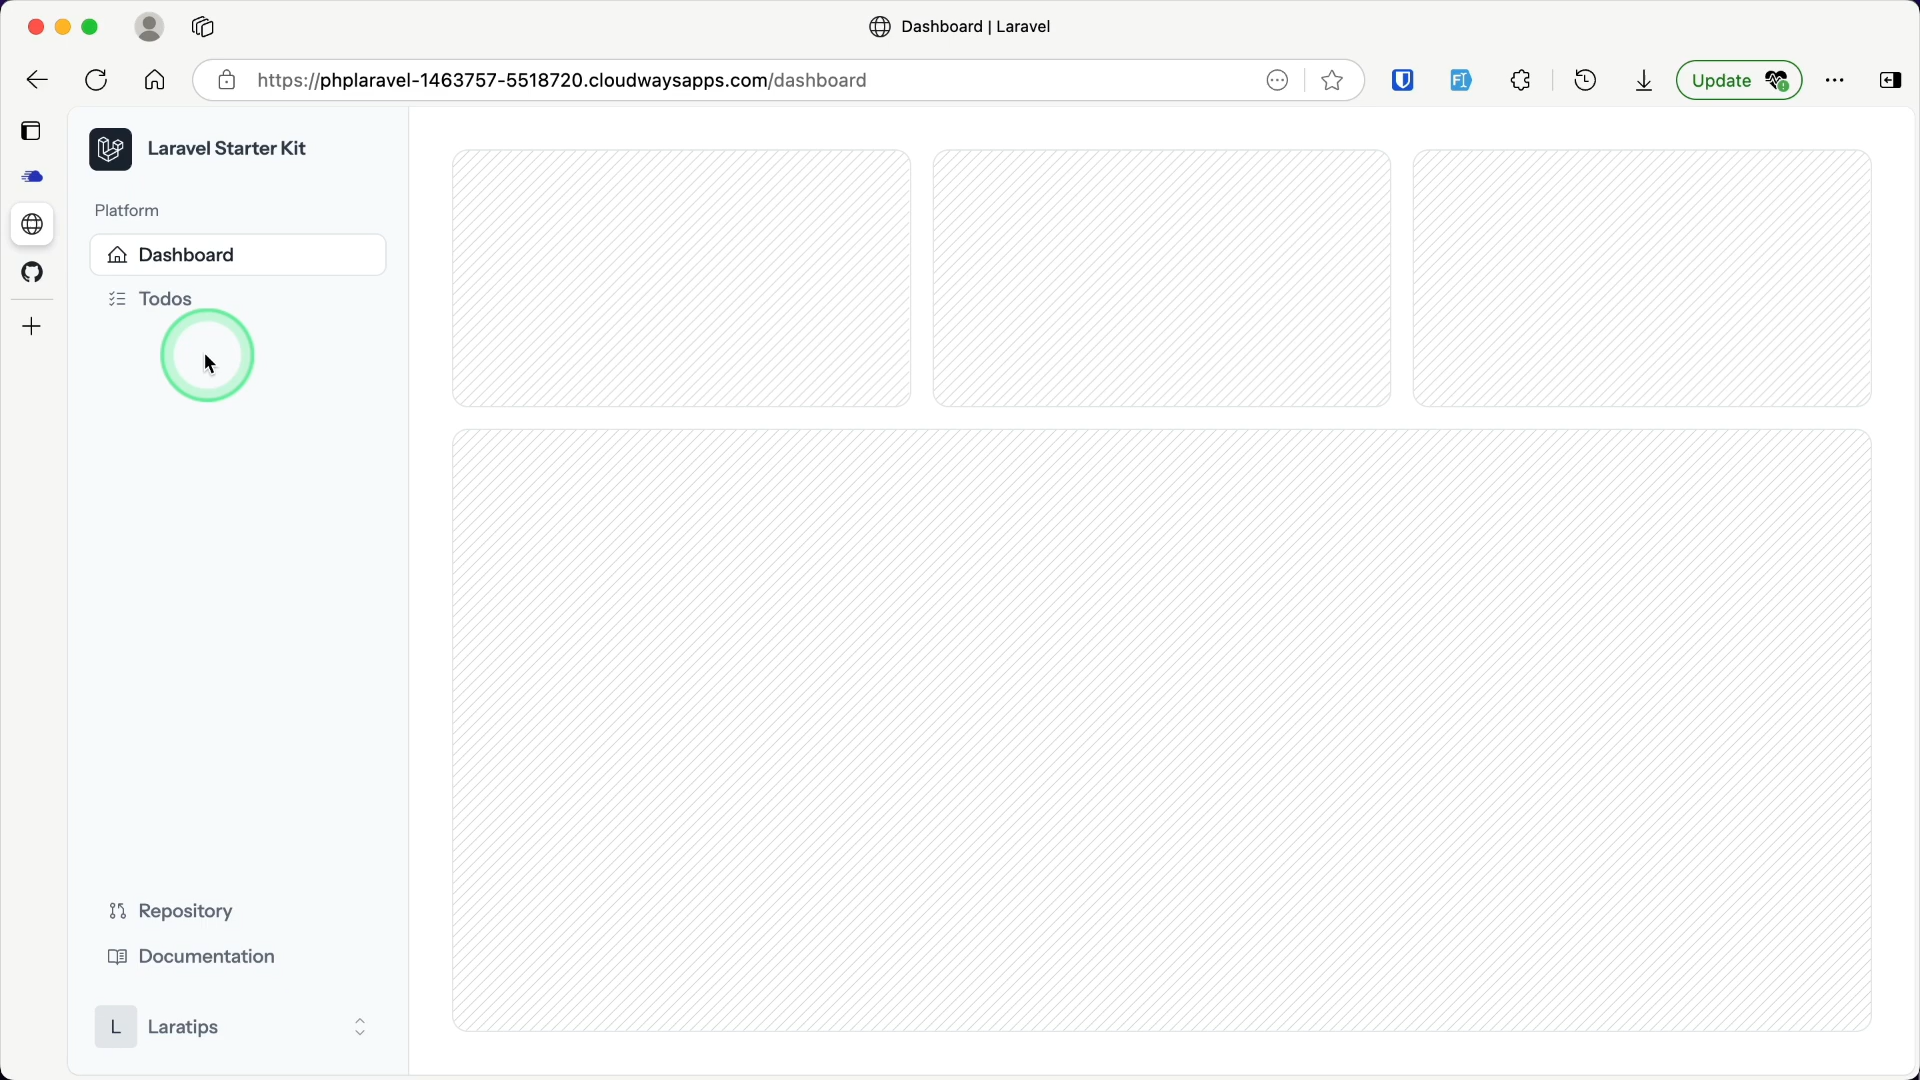 Dashboard | Laravel
https://phplaravel-1463757-5518720.cloudwaysapps.com/dashboard
Update
Laravel Starter Kit
Platform
Dashboard
Todos
Repository
Documentation
L Laratips